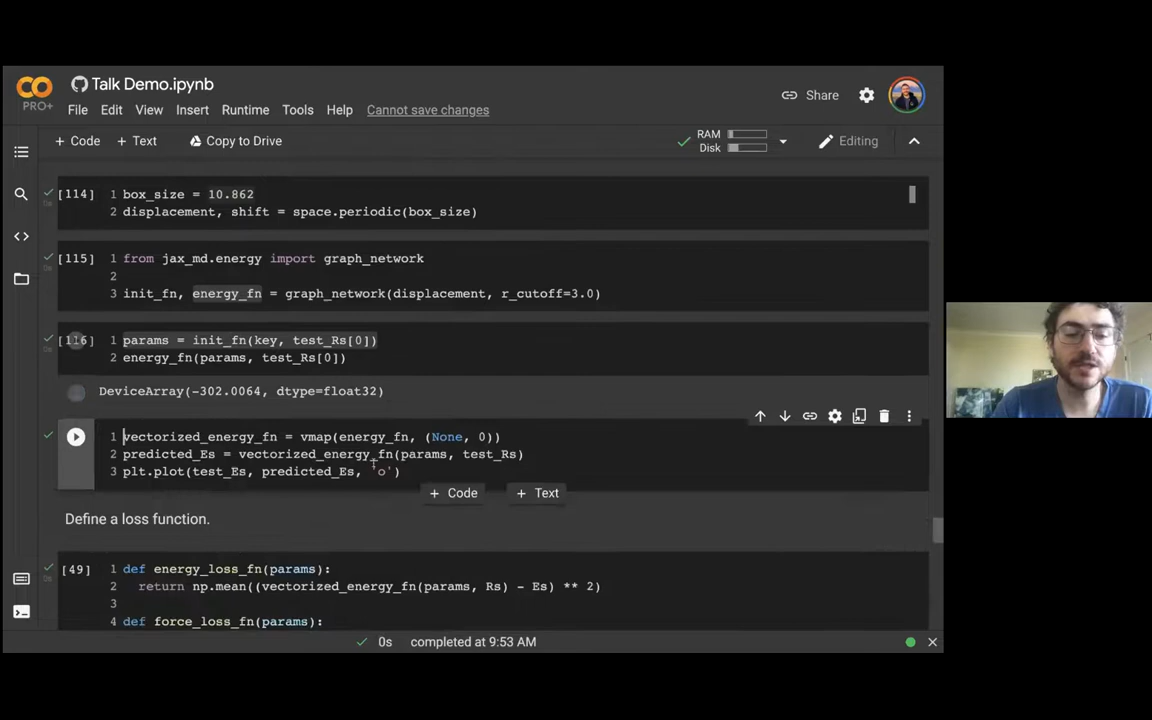 Talk Demo.ipynb
PRO+
File Edit View Insert Runtime Tools Help Cannot save changes
Share
+ Code + Text Copy to Drive
RAM
Disk
Editing
[114] 1 box_size = 10.862
0s 2 displacement, shift = space.periodic(box_size)
[115] 1 from jax_md.energy import graph_network
0s 2
3 init_fn, energy_fn = graph_network(displacement, r_cutoff=3.0)
[116] 1 params = init_fn(key, test_Rs[0])
0s 2 energy_fn(params, test_Rs[0])
DeviceArray(-302.0064, dtype=float32)
1 vectorized_energy_fn = vmap(energy_fn, (None, 0))
2 predicted_Es = vectorized_energy_fn(params, test_Rs)
3 plt.plot(test_Es, predicted_Es, 'o')
+ Code + Text
Define a loss function.
[49] 1 def energy_loss_fn(params):
0s 2 return np.mean((vectorized_energy_fn(params, Rs) - Es) ** 2)
3
4 def force_loss_fn(params):
0s completed at 9:53 AM